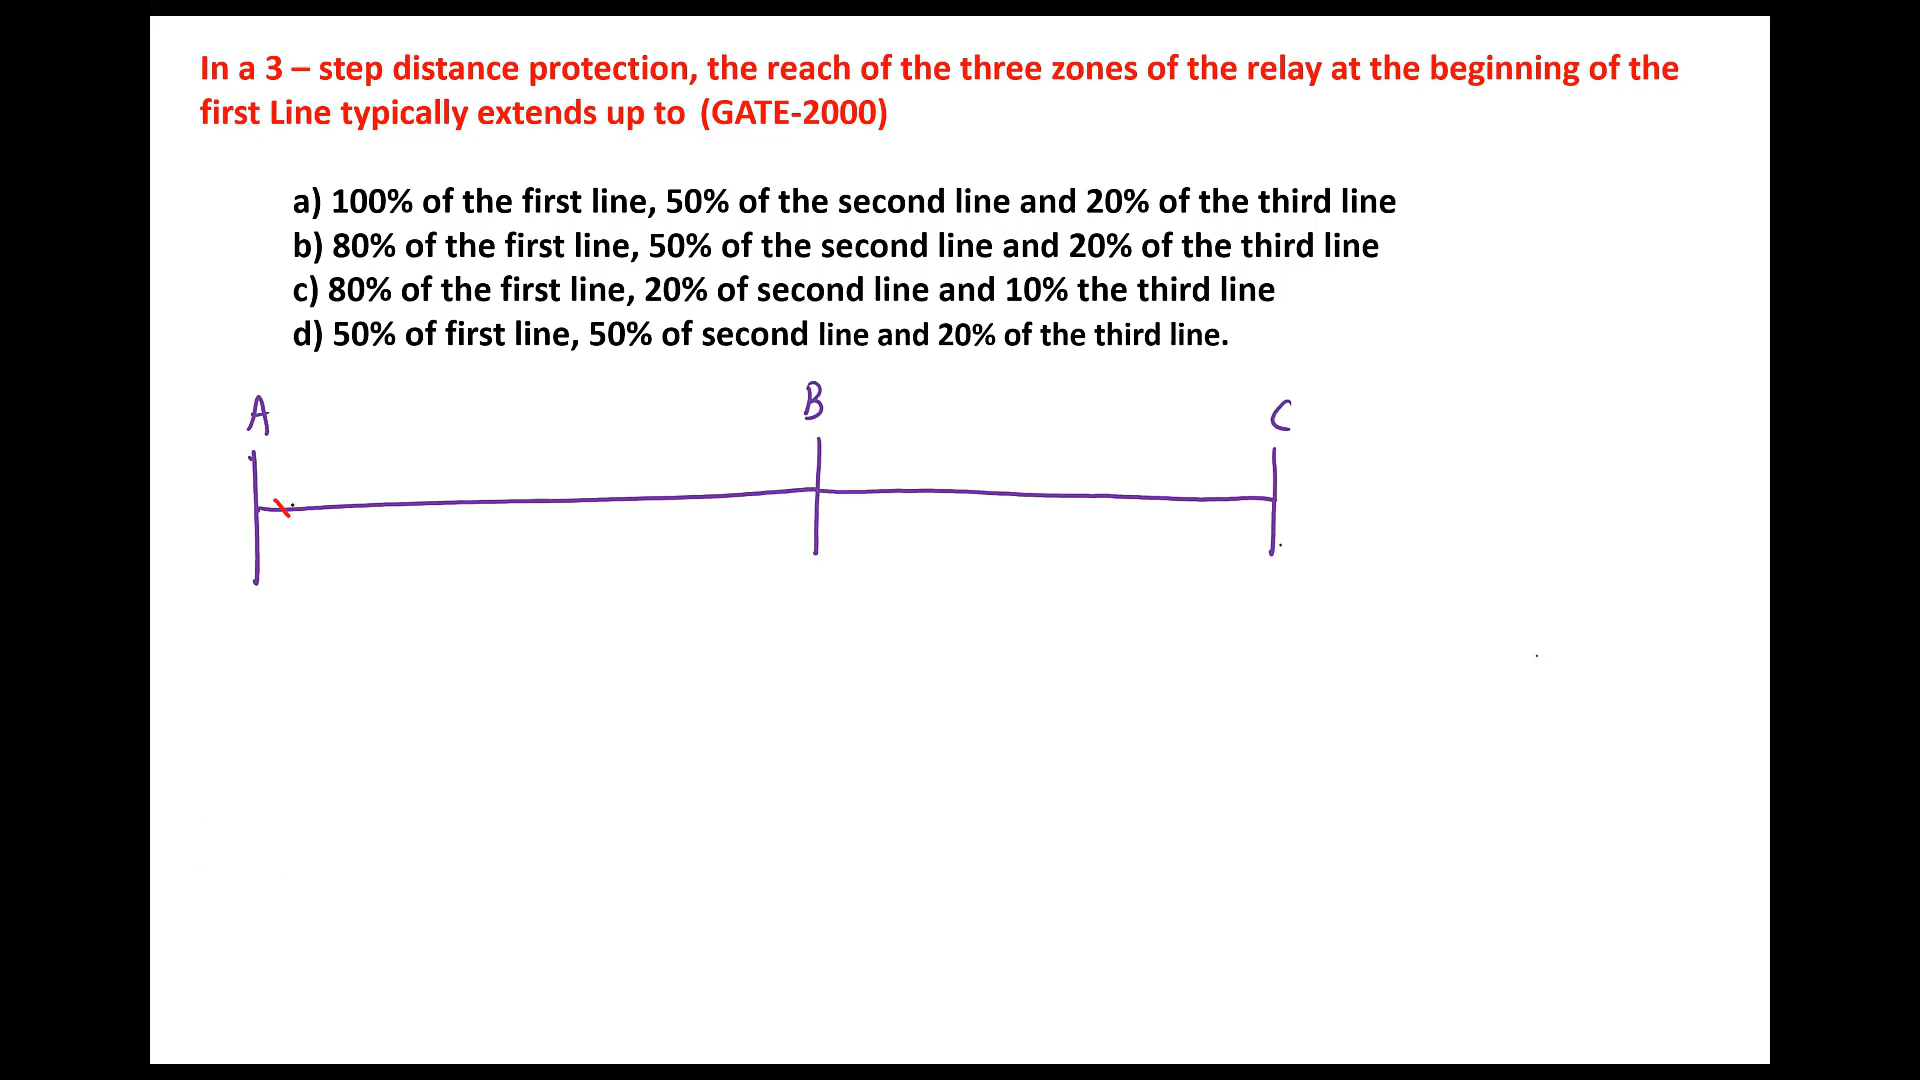 In a 3 – step distance protection, the reach of the three zones of the relay at the beginning of the
first Line typically extends up to (GATE-2000)
a) 100% of the first line, 50% of the second line and 20% of the third line
b) 80% of the first line, 50% of the second line and 20% of the third line
c) 80% of the first line, 20% of second line and 10% the third line
d) 50% of first line, 50% of second line and 20% of the third line.
A B C